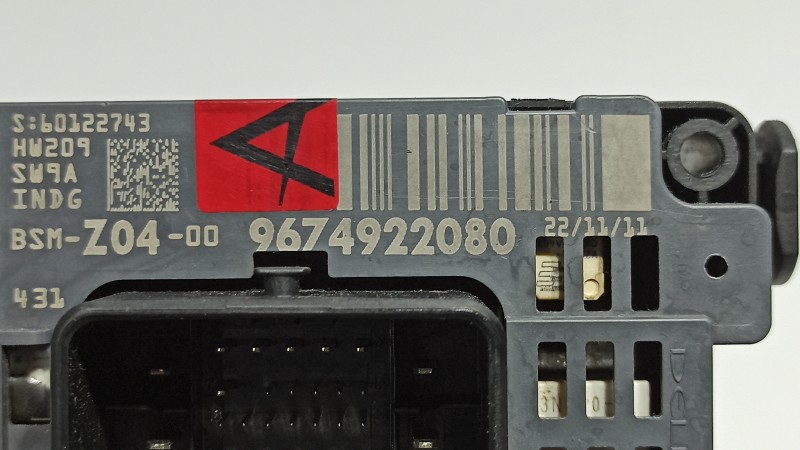 S:60122743
HW209
SW9A
INDG
A
BSM-Z04-00 9674922080 22/11/11
431